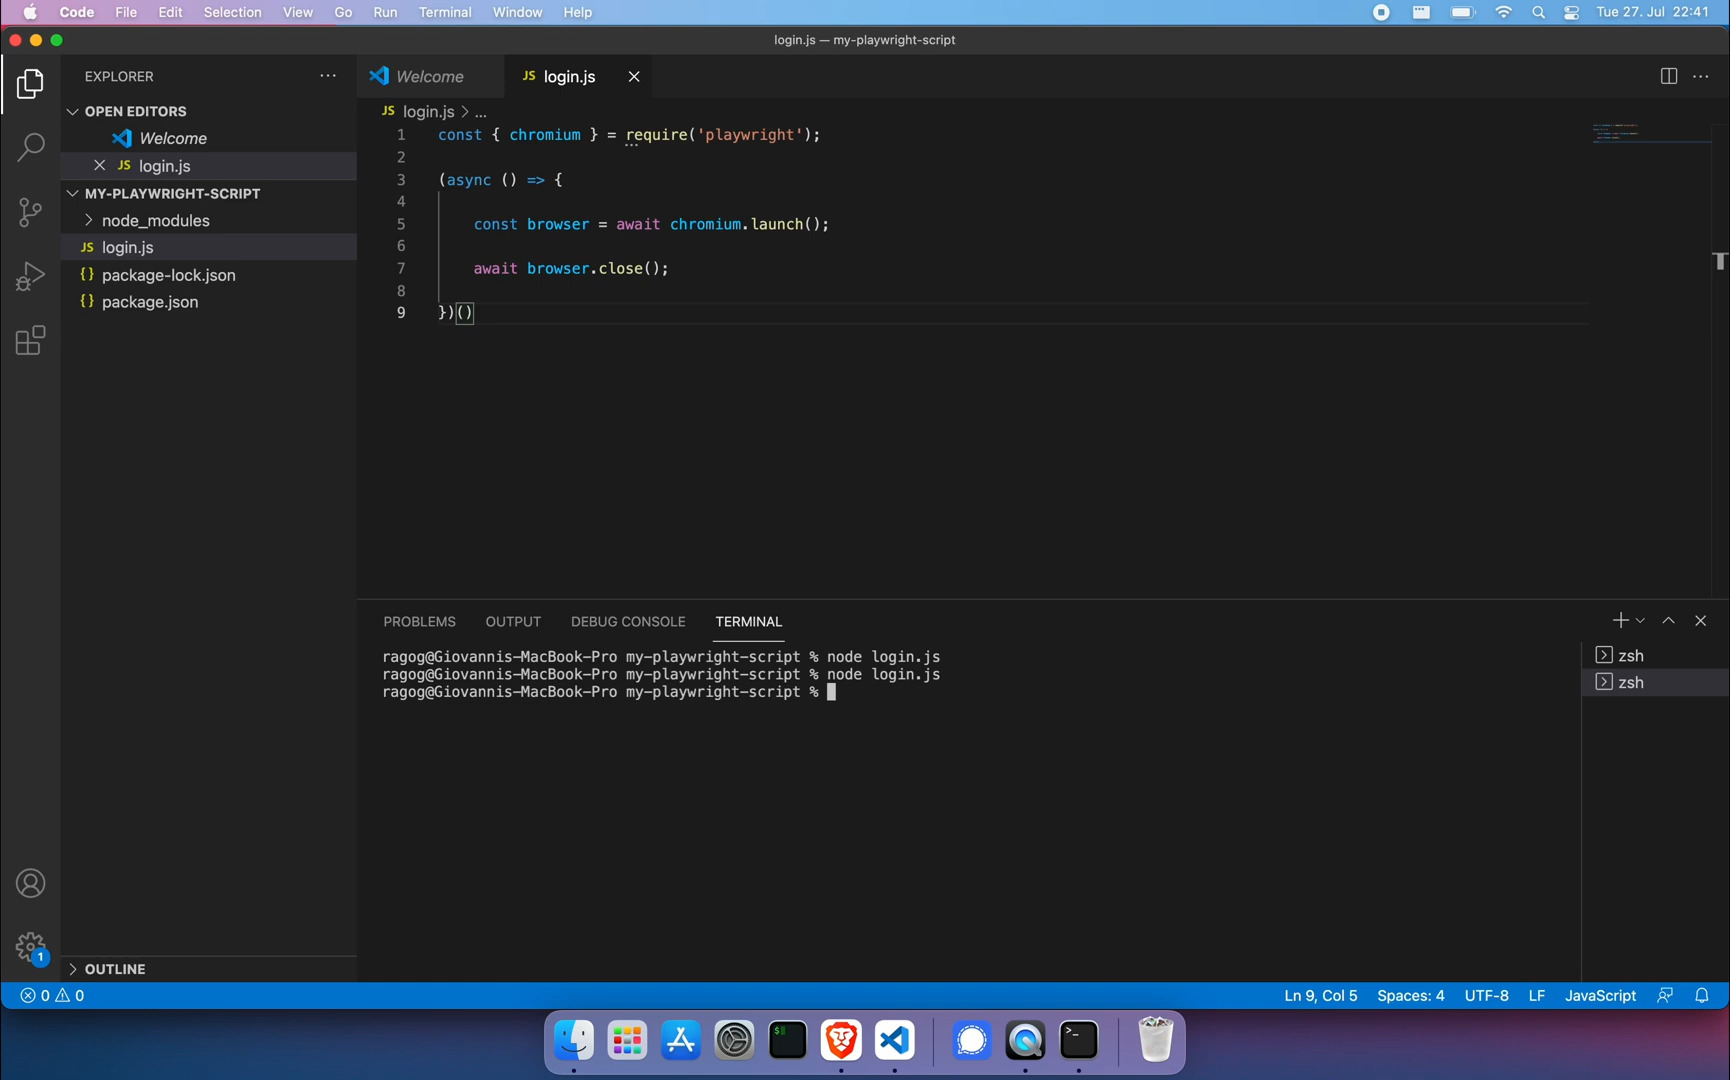 Code File Edit Selection View Go Run Terminal Window Help Tue 27. Jul 22:41
login.js — my-playwright-script
EXPLORER
OPEN EDITORS
Welcome
JS login.js
MY-PLAYWRIGHT-SCRIPT
node_modules
JS login.js
{} package-lock.json
{} package.json
OUTLINE
Welcome JS login.js
JS login.js > ...
1 const { chromium } = require('playwright');
2
3 (async () => {
4
5 const browser = await chromium.launch();
6
7 await browser.close();
8
9 })()
PROBLEMS OUTPUT DEBUG CONSOLE TERMINAL
ragog@Giovannis-MacBook-Pro my-playwright-script % node login.js
ragog@Giovannis-MacBook-Pro my-playwright-script % node login.js
ragog@Giovannis-MacBook-Pro my-playwright-script %
zsh
zsh
1
0 0 Ln 9, Col 5 Spaces: 4 UTF-8 LF JavaScript